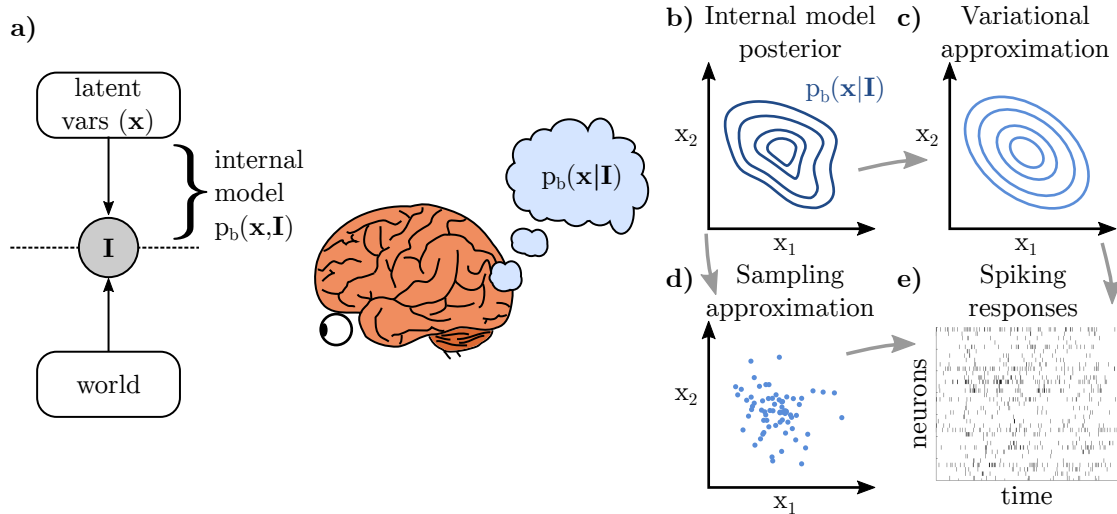 a)
latent
vars (x)
internal
model
p_b(x,I)
I
world
p_b(x|I)
b) Internal model
posterior
p_b(x|I)
x_2
x_1
c) Variational
approximation
x_2
x_1
d) Sampling
approximation
x_2
x_1
e) Spiking
responses
neurons
time